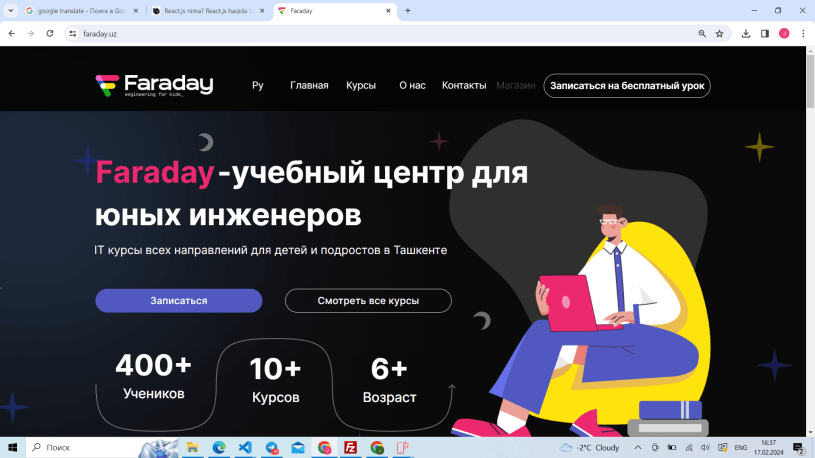 google translate - Поиск в Goo
React.js nima? React.js haqida
Faraday
faraday.uz
Faraday
engineering for kids_
Ру
Главная
Курсы
О нас
Контакты
Магазин
Записаться на бесплатный урок
Faraday -учебный центр для
юных инженеров
IT курсы всех направлений для детей и подростов в Ташкенте
Записаться
Смотреть все курсы
400+
Учеников
10+
Курсов
6+
Возраст
Поиск
-2°C Cloudy
ENG
16:37
17.02.2024